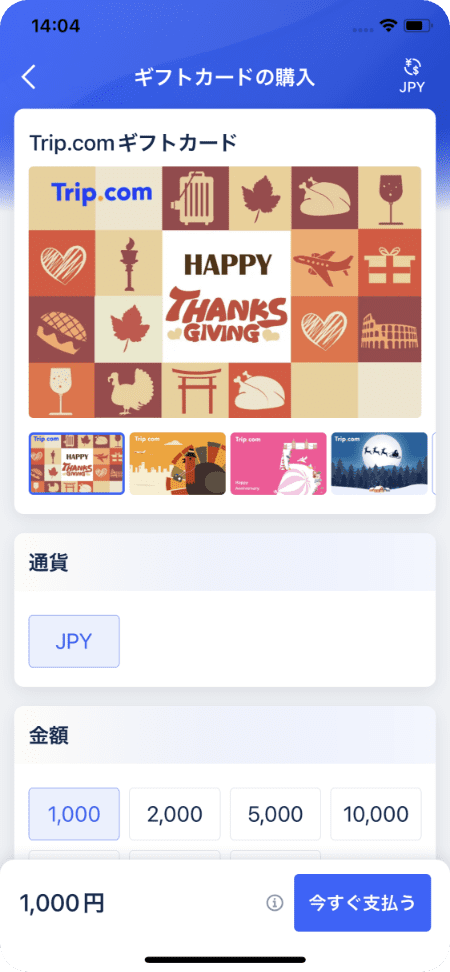 14:04
ギフトカードの購入
JPY
Trip.comギフトカード
Trip.com
HAPPY
THANKS
GIVING
Trip.com
HAPPY
THANKS
GIVING
Trip.com
Trip.com
Happy
Anniversary
Trip.com
通貨
JPY
金額
1,000
2,000
5,000
10,000
1,000円
今すぐ支払う